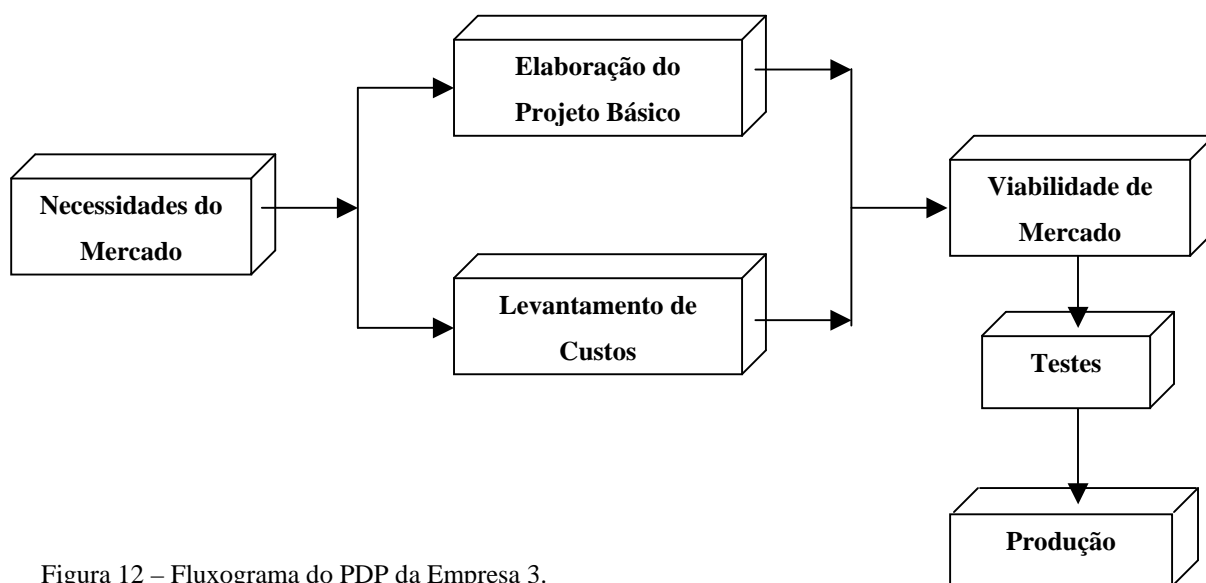 Elaboração do
Projeto Básico
Necessidades do
Mercado
Viabilidade de
Mercado
Levantamento de
Custos
Testes
Produção
Figura 12 – Fluxograma do PDP da Empresa 3.